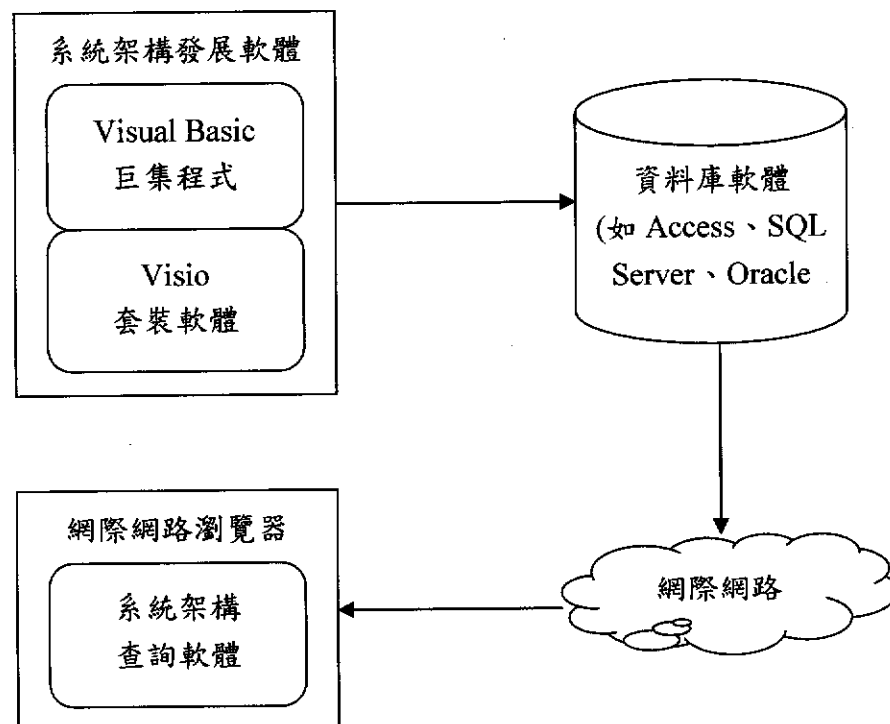 系統架構發展軟體
Visual Basic
巨集程式
Visio
套裝軟體
資料庫軟體
(如 Access、SQL
Server、Oracle
網際網路
網際網路瀏覽器
系統架構
查詢軟體